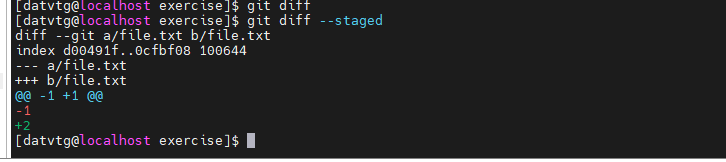 [datvtg@localhost exercise]$ git diff
[datvtg@localhost exercise]$ git diff --staged
diff --git a/file.txt b/file.txt
index d00491f..0cfbf08 100644
--- a/file.txt
+++ b/file.txt
@@ -1 +1 @@
-1
+2
[datvtg@localhost exercise]$